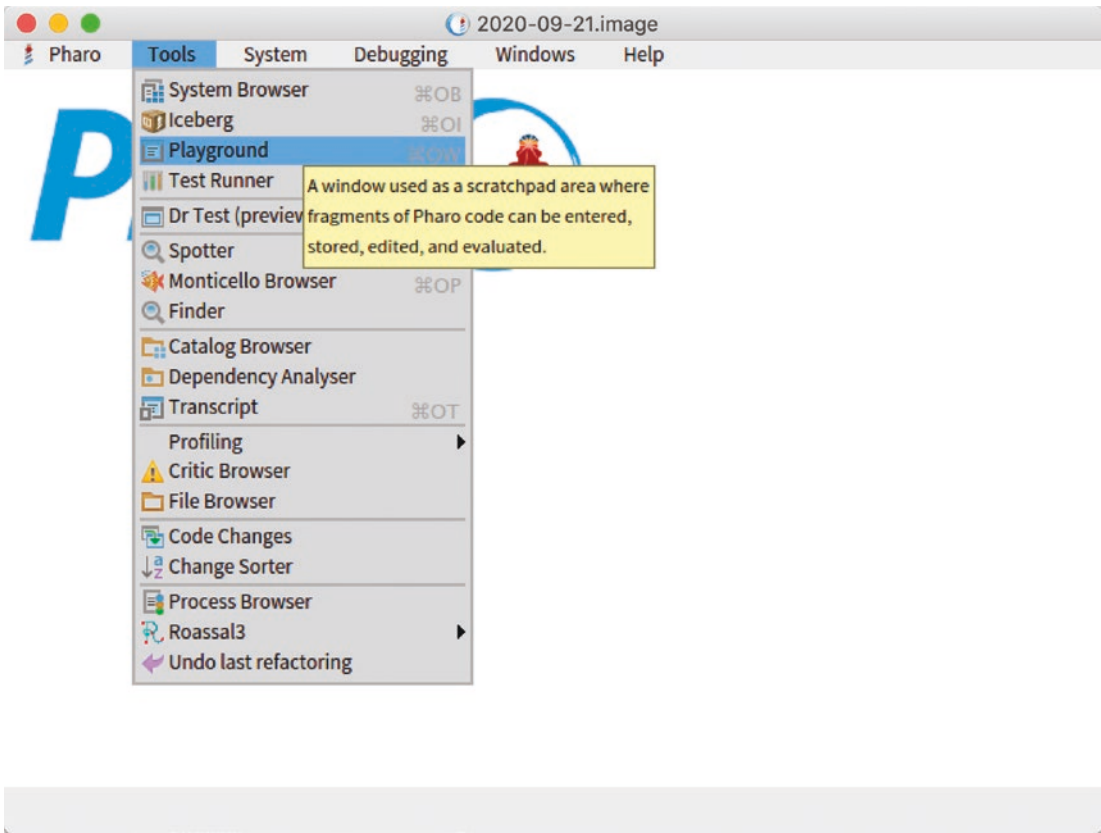 2020-09-21.image
Pharo Tools System Debugging Windows Help
System Browser ⌘OB
Iceberg ⌘OI
Playground ⌘OW
Test Runner
A window used as a scratchpad area where
fragments of Pharo code can be entered,
stored, edited, and evaluated.
Dr Test (preview
Spotter
Monticello Browser ⌘OP
Finder
Catalog Browser
Dependency Analyser
Transcript ⌘OT
Profiling
Critic Browser
File Browser
Code Changes
Change Sorter
Process Browser
Roassal3
Undo last refactoring